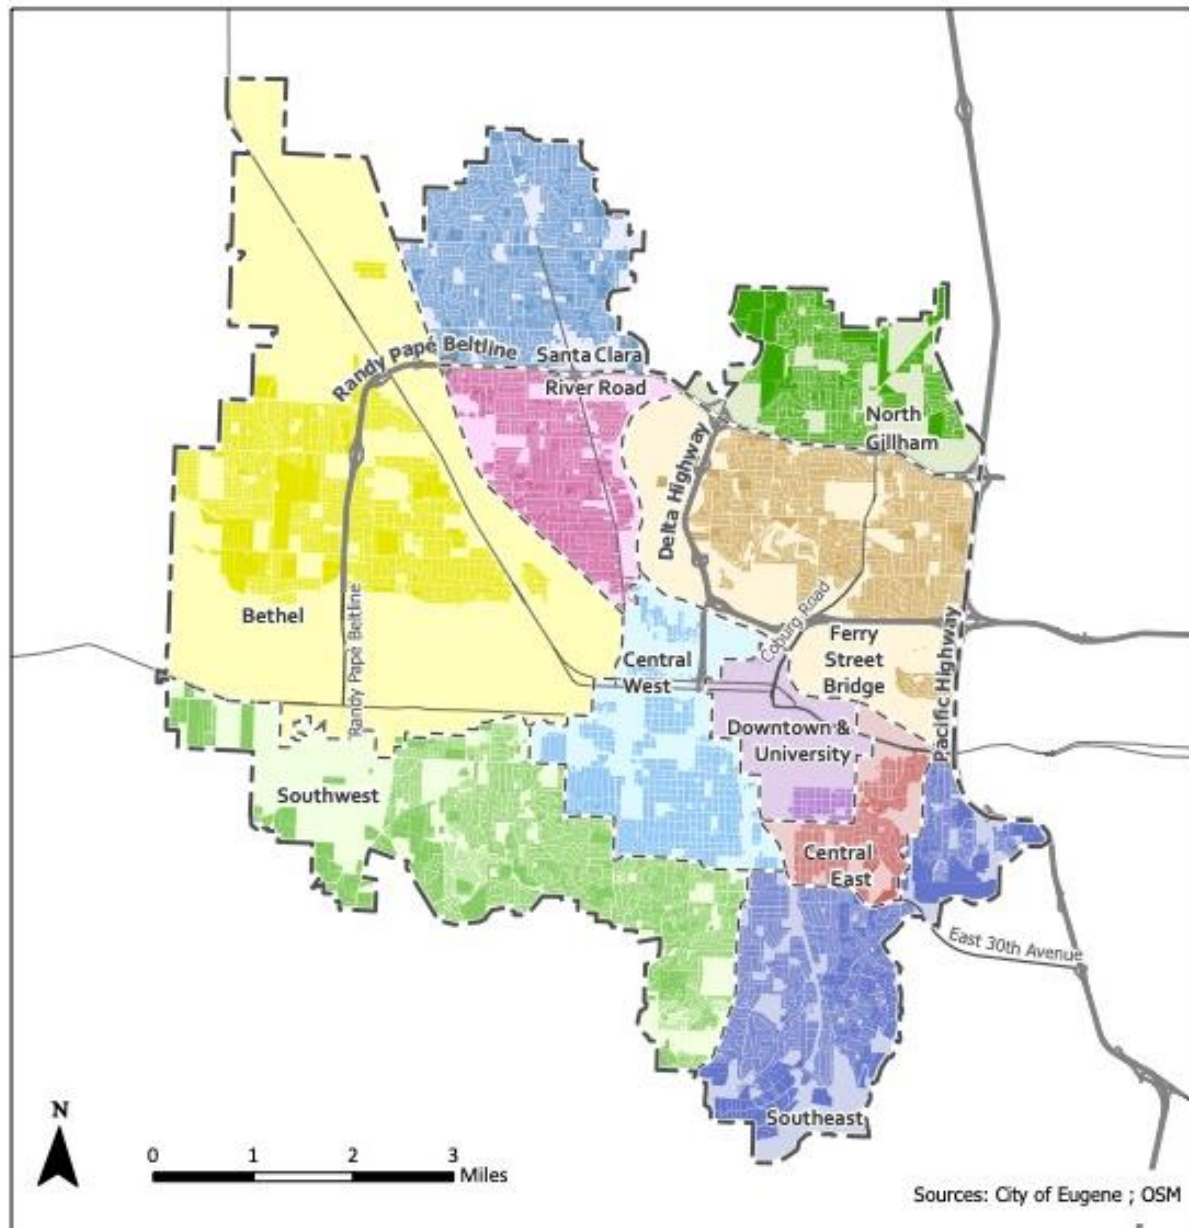 Randy Papé Beltline
Santa Clara
River Road
North
Gillham
Delta Highway
Bethel
Randy Papé Beltline
Coburg Road
Ferry
Street
Bridge
Pacific Highway
Central
West
Downtown &
University
Southwest
Central
East
East 30th Avenue
Southeast
N
0 1 2 3
Miles
Sources: City of Eugene ; OSM